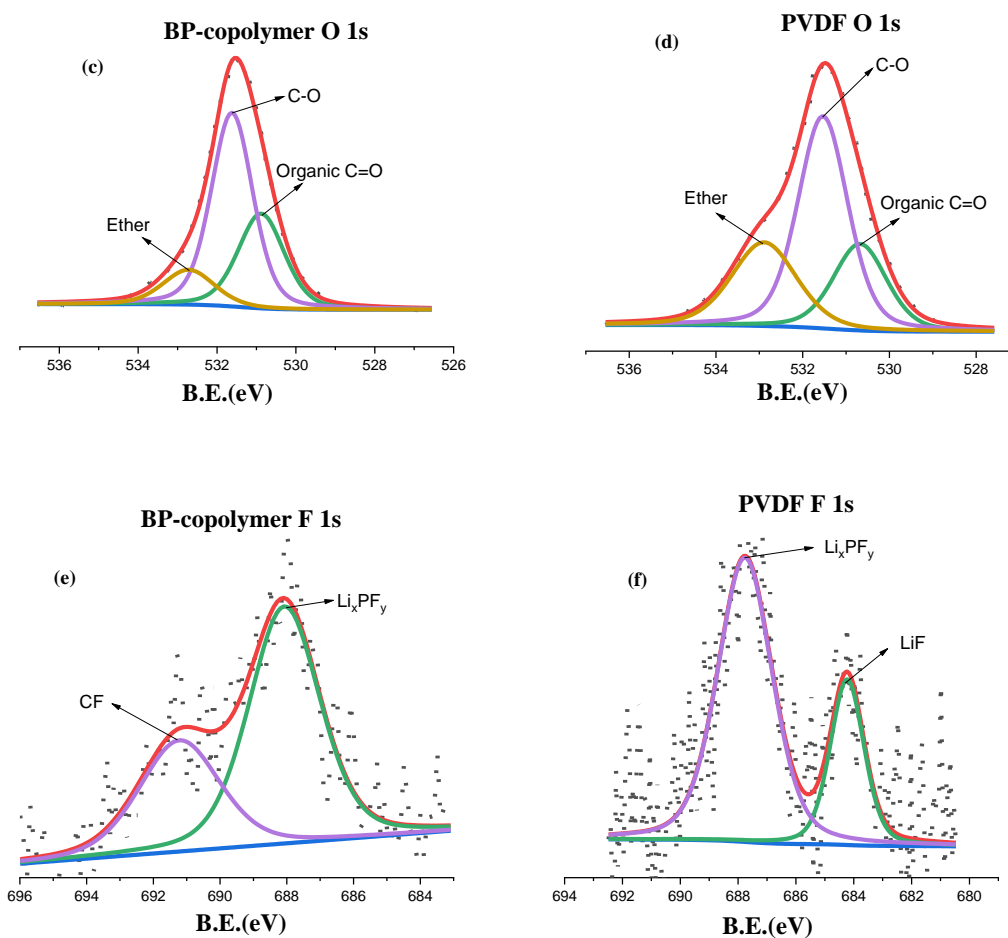 BP-copolymer O 1s
(c)
C-O
Organic C=O
Ether
536 534 532 530 528 526
B.E.(eV)
PVDF O 1s
(d)
C-O
Ether
Organic C=O
536 534 532 530 528
B.E.(eV)
BP-copolymer F 1s
(e)
LixPFy
CF
696 694 692 690 688 686 684
B.E.(eV)
PVDF F 1s
(f)
LixPFy
LiF
694 692 690 688 686 684 682 680
B.E.(eV)